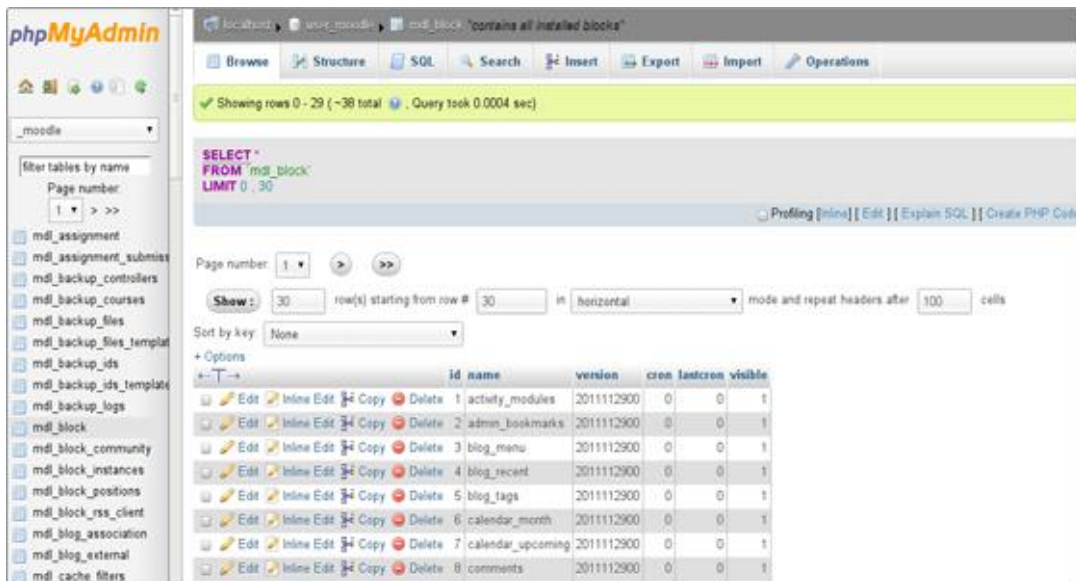 phpMyAdmin
_moodle
filter tables by name
Page number:
1 > >>
mdl_assignment
mdl_assignment_submiss
mdl_backup_controllers
mdl_backup_courses
mdl_backup_files
mdl_backup_files_templat
mdl_backup_ids
mdl_backup_ids_template
mdl_backup_logs
mdl_block
mdl_block_community
mdl_block_instances
mdl_block_positions
mdl_block_rss_client
mdl_blog_association
mdl_blog_external
mdl_cache_filters
localhost user_moodle mdl_block "contains all installed blocks"
Browse Structure SQL Search Insert Export Import Operations
Showing rows 0 - 29 ( ~38 total , Query took 0.0004 sec)
SELECT *
FROM `mdl_block`
LIMIT 0 , 30
Profiling [Inline] [ Edit ] [ Explain SQL ] [ Create PHP Code
Page number: 1 > >>
Show : 30 row(s) starting from row # 30 in horizontal mode and repeat headers after 100 cells
Sort by key: None
+ Options
←T→ id name version cron lastcron visible
Edit Inline Edit Copy Delete 1 activity_modules 2011112900 0 0 1
Edit Inline Edit Copy Delete 2 admin_bookmarks 2011112900 0 0 1
Edit Inline Edit Copy Delete 3 blog_menu 2011112900 0 0 1
Edit Inline Edit Copy Delete 4 blog_recent 2011112900 0 0 1
Edit Inline Edit Copy Delete 5 blog_tags 2011112900 0 0 1
Edit Inline Edit Copy Delete 6 calendar_month 2011112900 0 0 1
Edit Inline Edit Copy Delete 7 calendar_upcoming 2011112900 0 0 1
Edit Inline Edit Copy Delete 8 comments 2011112900 0 0 1